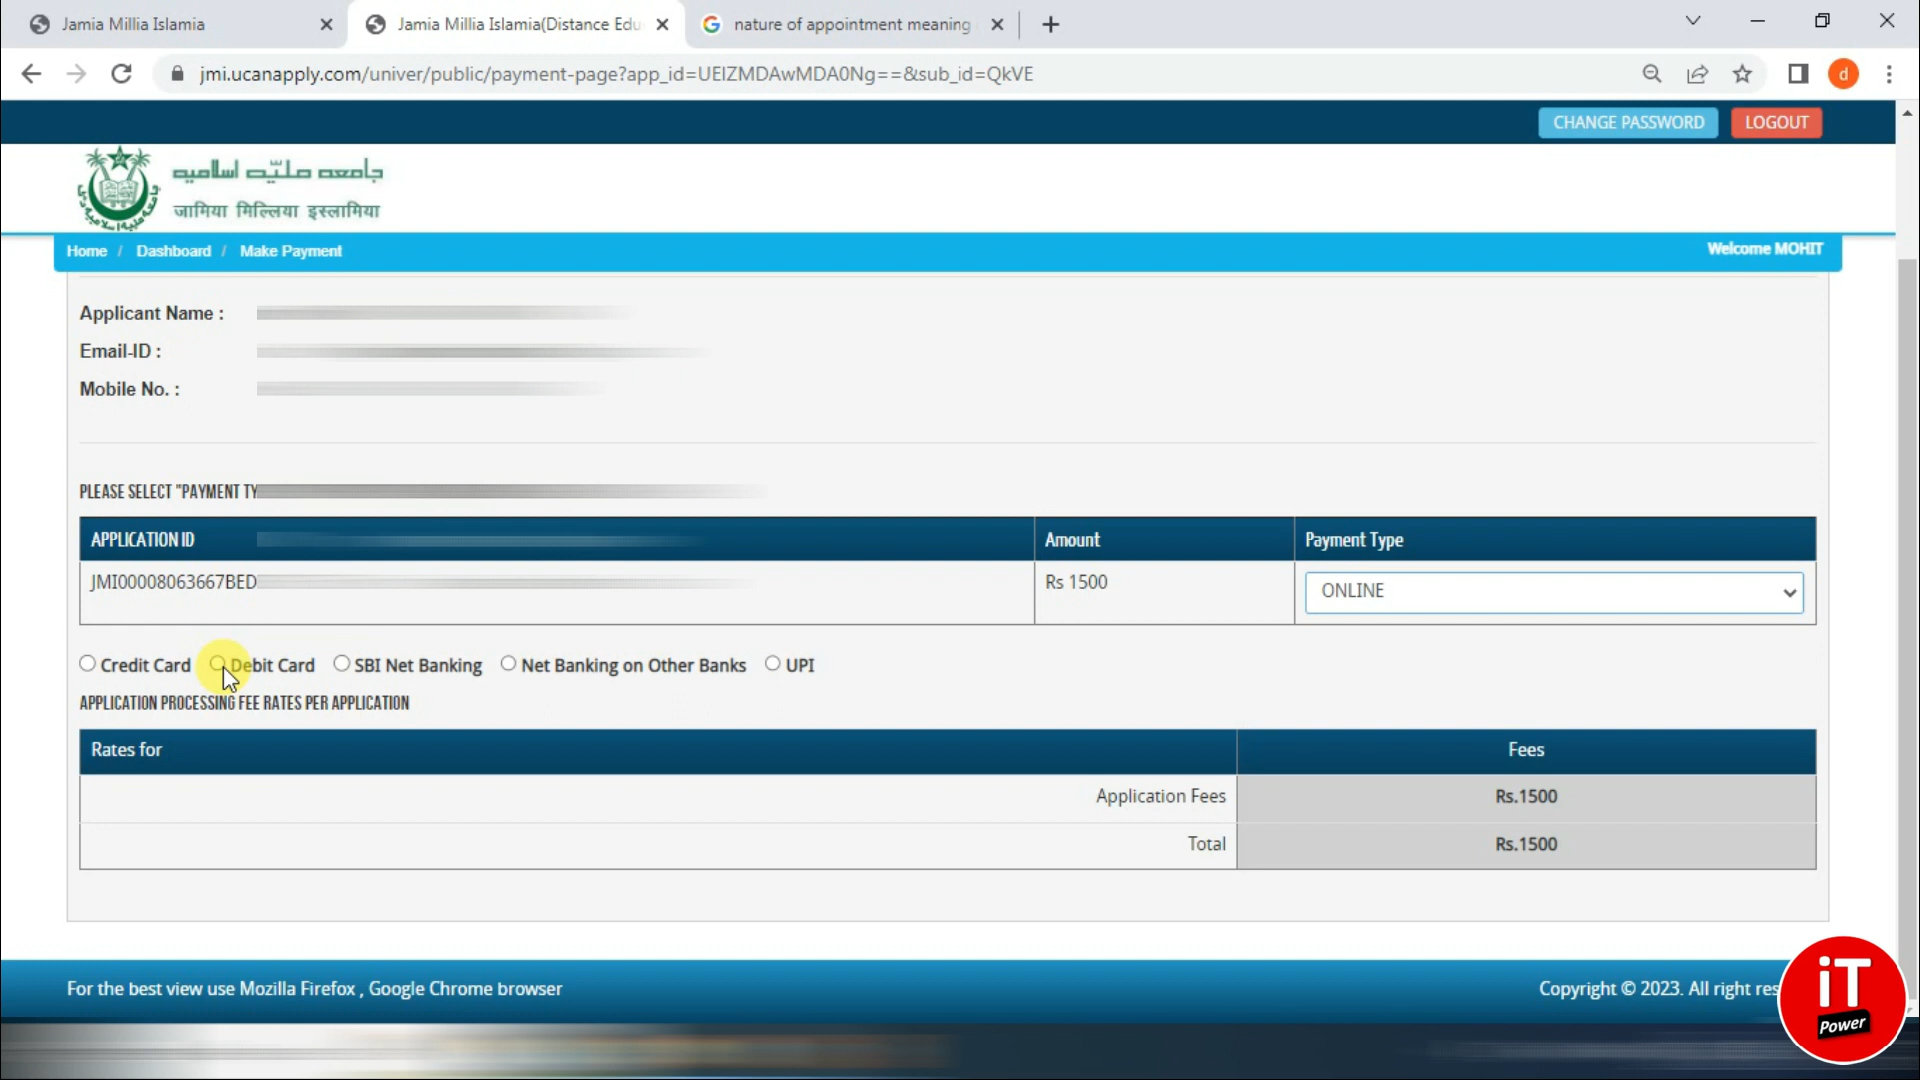 Jamia Millia Islamia
Jamia Millia Islamia(Distance Edu
nature of appointment meaning
jmi.ucanapply.com/univer/public/payment-page?app_id=UEIZMDAwMDA0Ng==&sub_id=QkVE
d
CHANGE PASSWORD LOGOUT
جامعه ملیّه اسلامیه
जामिया मिल्लिया इस्लामिया
Home / Dashboard / Make Payment
Welcome MOHIT
Applicant Name :
Email-ID :
Mobile No. :
PLEASE SELECT "PAYMENT TY
APPLICATION ID Amount Payment Type
JMI00008063667BED Rs 1500 ONLINE
Credit Card Debit Card SBI Net Banking Net Banking on Other Banks UPI
APPLICATION PROCESSING FEE RATES PER APPLICATION
Rates for Fees
Application Fees Rs.1500
Total Rs.1500
For the best view use Mozilla Firefox , Google Chrome browser
Copyright © 2023. All right res
iT
Power